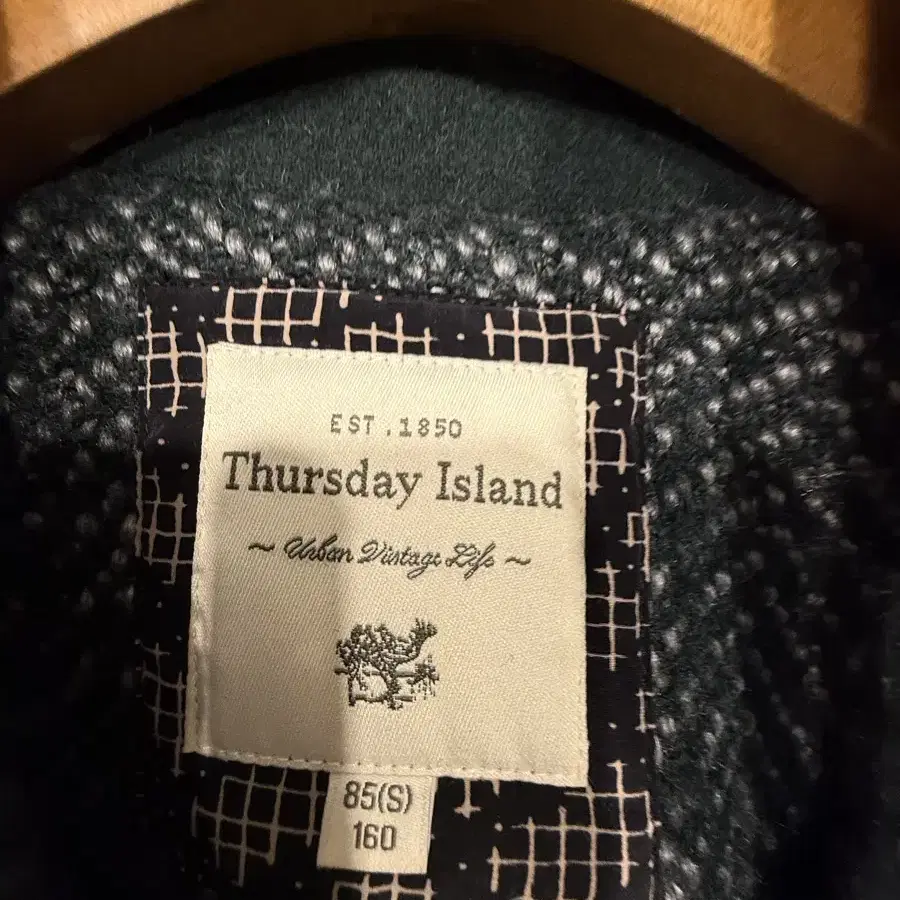 EST.1850
Thursday Island
~ Urban Vintage Life ~
85(S)
160